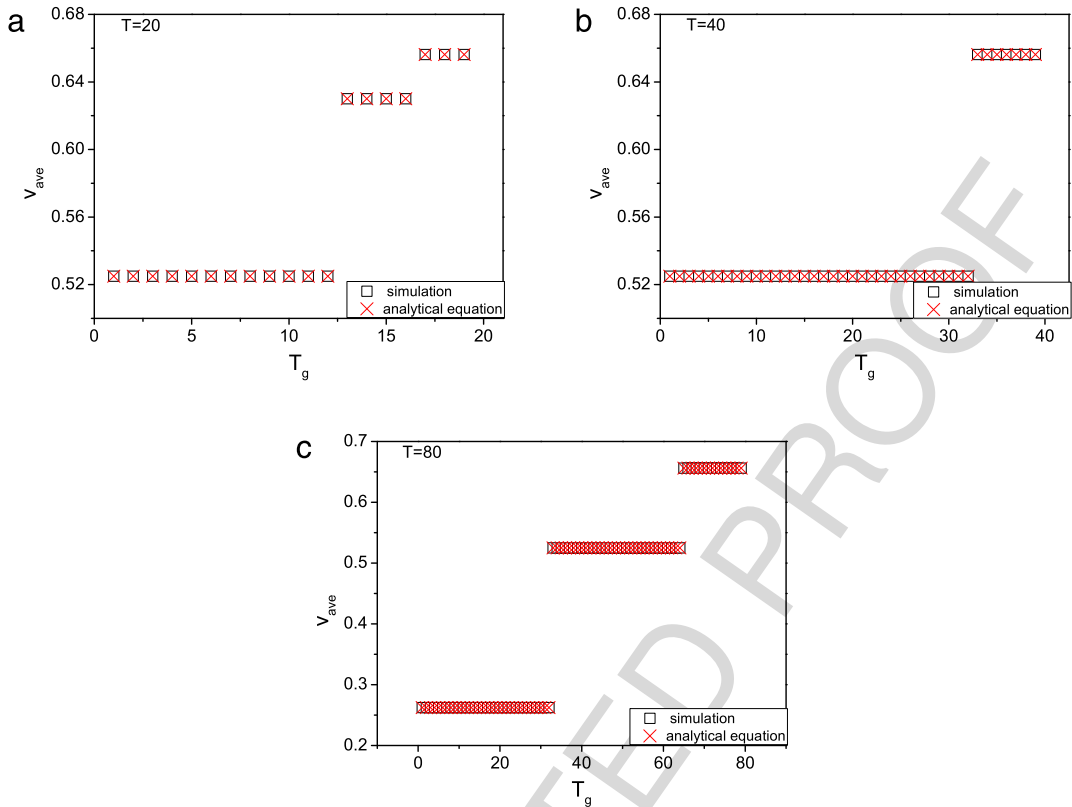 a
T=20
0.68
0.64
0.60
0.56
0.52
v_ave
0 5 10 15 20
T_g
simulation
analytical equation
b
T=40
0.68
0.64
0.60
0.56
0.52
v_ave
0 10 20 30 40
T_g
simulation
analytical equation
c
T=80
0.7
0.6
0.5
0.4
0.3
0.2
v_ave
0 20 40 60 80
T_g
simulation
analytical equation
TED PROOF